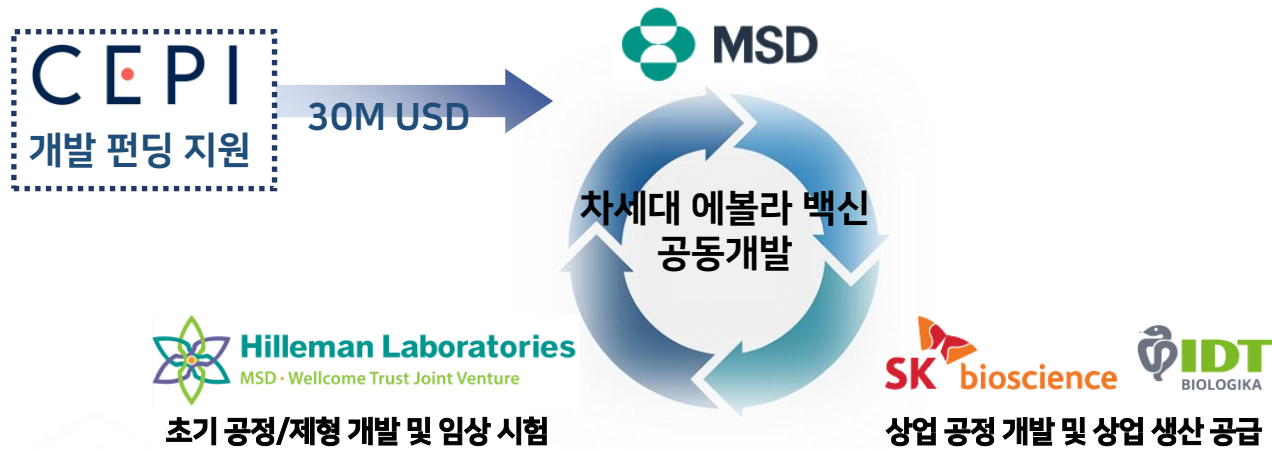 CEPI
개발 펀딩 지원
30M USD
MSD
차세대 에볼라 백신
공동개발
Hilleman Laboratories
MSD · Wellcome Trust Joint Venture
초기 공정/제형 개발 및 임상 시험
SK bioscience
IDT
BIOLOGIKA
상업 공정 개발 및 상업 생산 공급